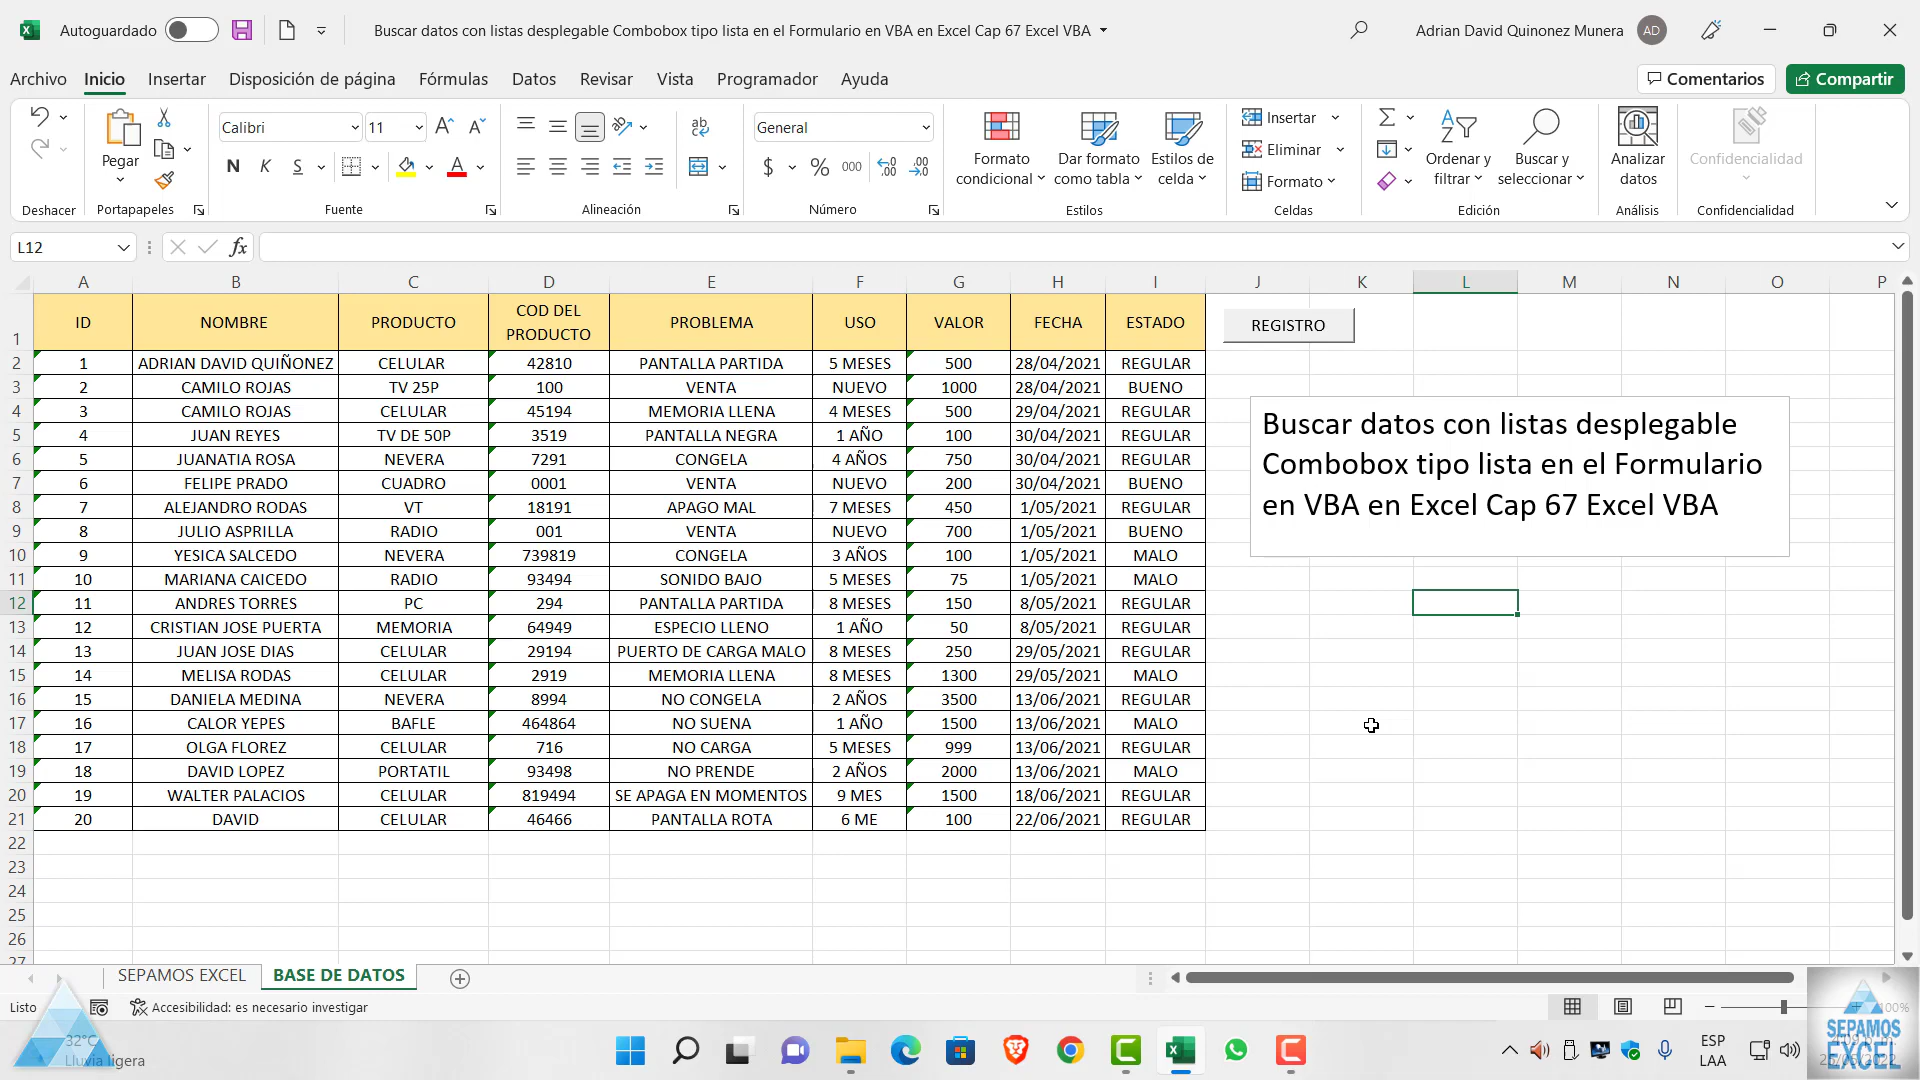 Autoguardado
Buscar datos con listas desplegable Combobox tipo lista en el Formulario en VBA en Excel Cap 67 Excel VBA
Adrian David Quinonez Munera AD
Archivo Inicio Insertar Disposición de página Fórmulas Datos Revisar Vista Programador Ayuda Comentarios Compartir
Calibri 11 General Insertar
Pegar N K S Formato condicional Dar formato como tabla Estilos de celda Eliminar Formato Ordenar y filtrar Buscar y seleccionar Analizar datos Confidencialidad
Deshacer Portapapeles Fuente Alineación Número Estilos Celdas Edición Análisis Confidencialidad
L12 fx
A B C D E F G H I J K L M N O P
1 ID NOMBRE PRODUCTO COD DEL PRODUCTO PROBLEMA USO VALOR FECHA ESTADO REGISTRO
2 1 ADRIAN DAVID QUIÑONEZ CELULAR 42810 PANTALLA PARTIDA 5 MESES 500 28/04/2021 REGULAR
3 2 CAMILO ROJAS TV 25P 100 VENTA NUEVO 1000 28/04/2021 BUENO
4 3 CAMILO ROJAS CELULAR 45194 MEMORIA LLENA 4 MESES 500 29/04/2021 REGULAR
5 4 JUAN REYES TV DE 50P 3519 PANTALLA NEGRA 1 AÑO 100 30/04/2021 REGULAR
6 5 JUANATIA ROSA NEVERA 7291 CONGELA 4 AÑOS 750 30/04/2021 REGULAR
7 6 FELIPE PRADO CUADRO 0001 VENTA NUEVO 200 30/04/2021 BUENO
8 7 ALEJANDRO RODAS VT 18191 APAGO MAL 7 MESES 450 1/05/2021 REGULAR
9 8 JULIO ASPRILLA RADIO 001 VENTA NUEVO 700 1/05/2021 BUENO
10 9 YESICA SALCEDO NEVERA 739819 CONGELA 3 AÑOS 100 1/05/2021 MALO
11 10 MARIANA CAICEDO RADIO 93494 SONIDO BAJO 5 MESES 75 1/05/2021 MALO
12 11 ANDRES TORRES PC 294 PANTALLA PARTIDA 8 MESES 150 8/05/2021 REGULAR
13 12 CRISTIAN JOSE PUERTA MEMORIA 64949 ESPECIO LLENO 1 AÑO 50 8/05/2021 REGULAR
14 13 JUAN JOSE DIAS CELULAR 29194 PUERTO DE CARGA MALO 8 MESES 250 29/05/2021 REGULAR
15 14 MELISA RODAS CELULAR 2919 MEMORIA LLENA 8 MESES 1300 29/05/2021 MALO
16 15 DANIELA MEDINA NEVERA 8994 NO CONGELA 2 AÑOS 3500 13/06/2021 REGULAR
17 16 CALOR YEPES BAFLE 464864 NO SUENA 1 AÑO 1500 13/06/2021 MALO
18 17 OLGA FLOREZ CELULAR 716 NO CARGA 5 MESES 999 13/06/2021 REGULAR
19 18 DAVID LOPEZ PORTATIL 93498 NO PRENDE 2 AÑOS 2000 13/06/2021 MALO
20 19 WALTER PALACIOS CELULAR 819494 SE APAGA EN MOMENTOS 9 MES 1500 18/06/2021 REGULAR
21 20 DAVID CELULAR 46466 PANTALLA ROTA 6 ME 100 22/06/2021 REGULAR
22
23
24
25
26
27
Buscar datos con listas desplegable
Combobox tipo lista en el Formulario
en VBA en Excel Cap 67 Excel VBA
SEPAMOS EXCEL BASE DE DATOS
Listo Accesibilidad: es necesario investigar 100%
32°C
Lluvia ligera
ESP
LAA
SEPAMOS
EXCEL